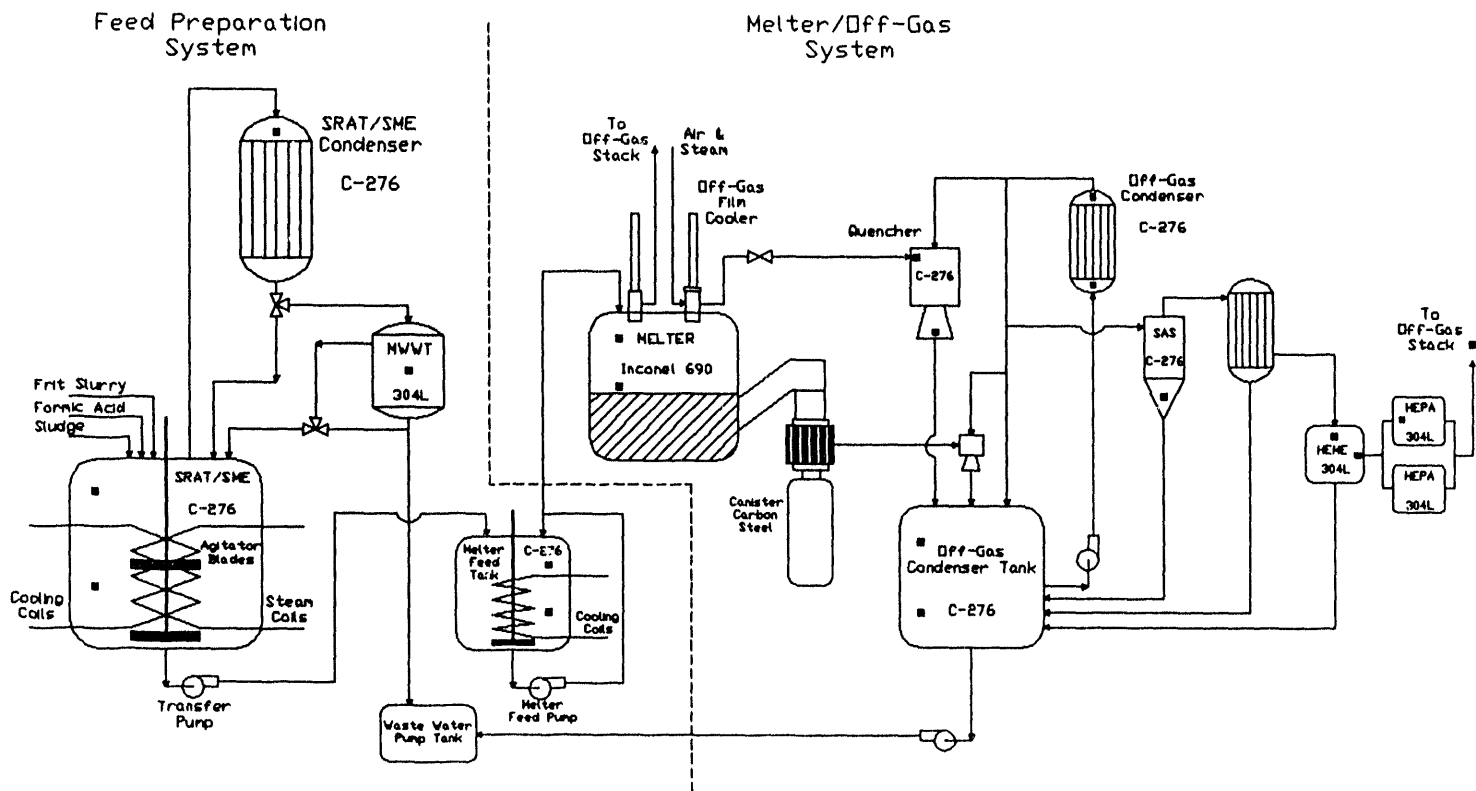 Feed Preparation
System
Melter/Off-Gas
System
SRAT/SME
Condenser
C-276
To
Off-Gas
Stack
Air &
Steam
Off-Gas
Film
Cooler
Quencher
C-276
Off-Gas
Condenser
C-276
MELTER
Inconel 690
MWWT
304L
SAS
C-276
To
Off-Gas
Stack
Frit Slurry
Formic Acid
Sludge
HEPA
304L
HEME
304L
HEPA
304L
SRAT/SME
C-276
Agitator
Blades
Cooling
Coils
Steam
Coils
Canister
Carbon
Steel
Melter
Feed
Tank
C-276
Cooling
Coils
Off-Gas
Condenser Tank
C-276
Transfer
Pump
Melter
Feed Pump
Waste Water
Pump Tank